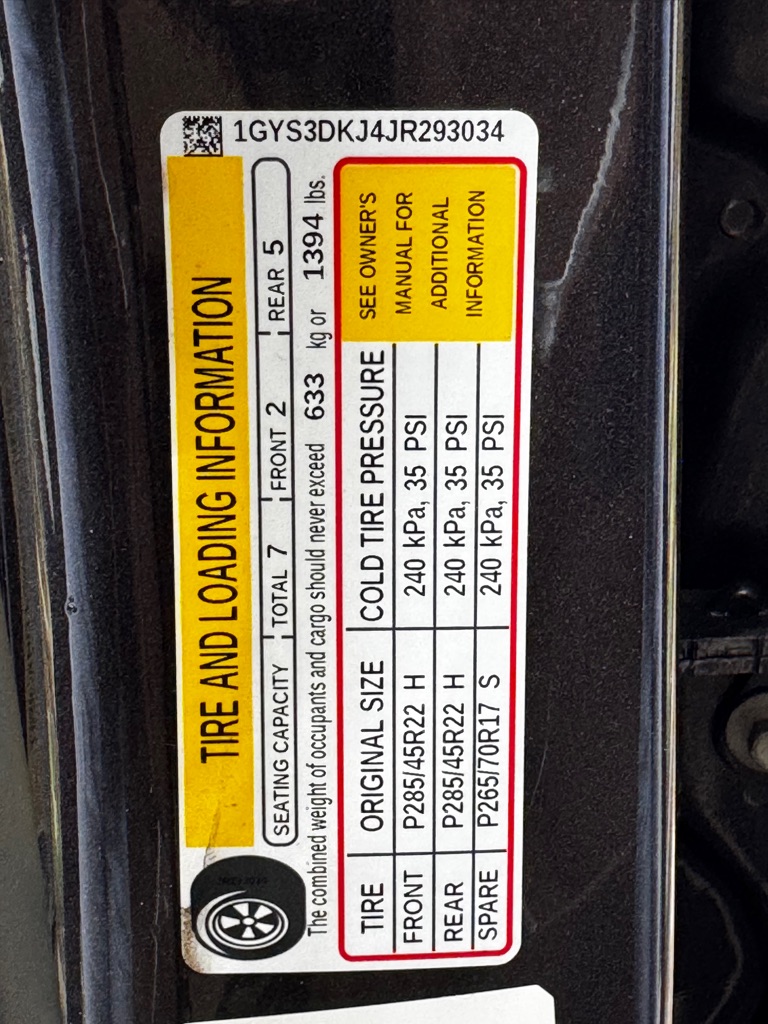 1GYS3DKJ4JR293034
TIRE AND LOADING INFORMATION
SEATING CAPACITY TOTAL 7 FRONT 2 REAR 5
The combined weight of occupants and cargo should never exceed 633 kg or 1394 lbs.
TIRE ORIGINAL SIZE COLD TIRE PRESSURE
FRONT P285/45R22 H 240 kPa, 35 PSI
REAR P285/45R22 H 240 kPa, 35 PSI
SPARE P265/70R17 S 240 kPa, 35 PSI
SEE OWNER'S
MANUAL FOR
ADDITIONAL
INFORMATION